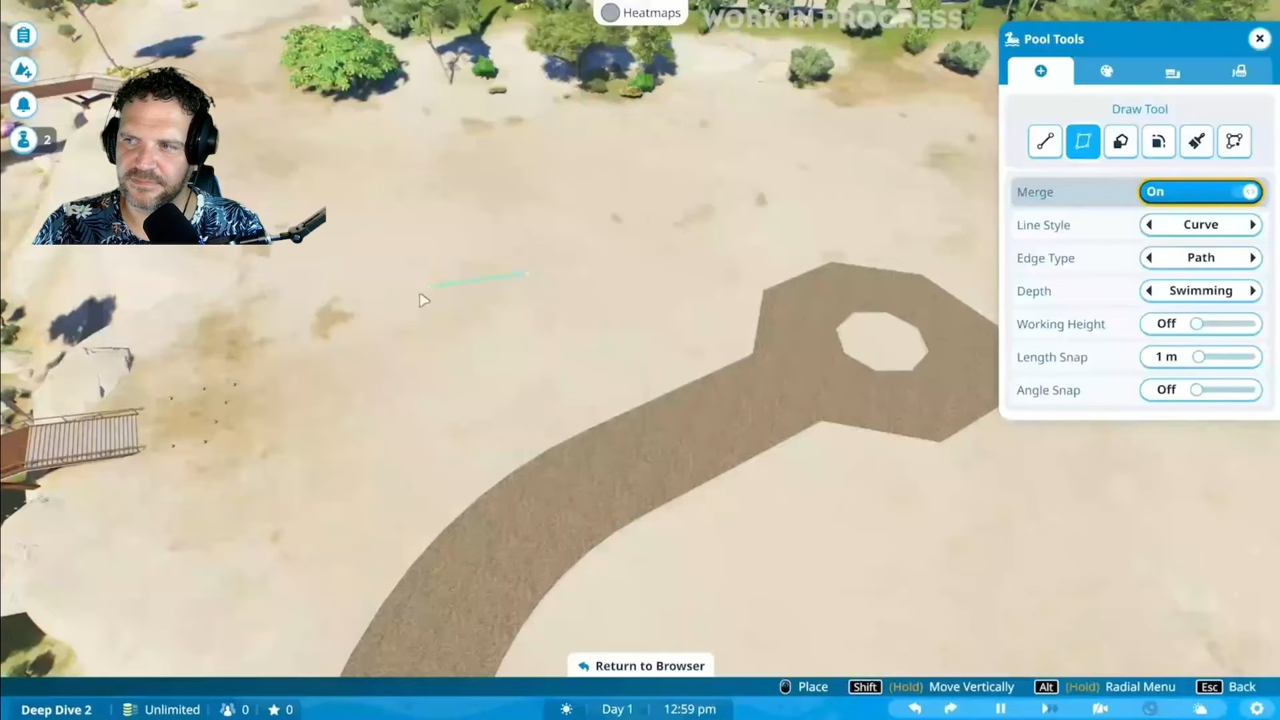 Heatmaps
WORK IN PROGRESS
Pool Tools
2
Draw Tool
Merge On
Line Style Curve
Edge Type Path
Depth Swimming
Working Height Off
Length Snap 1 m
Angle Snap Off
Return to Browser
Place Shift (Hold) Move Vertically Alt (Hold) Radial Menu Esc Back
Deep Dive 2 Unlimited 0 0 Day 1 12:59 pm